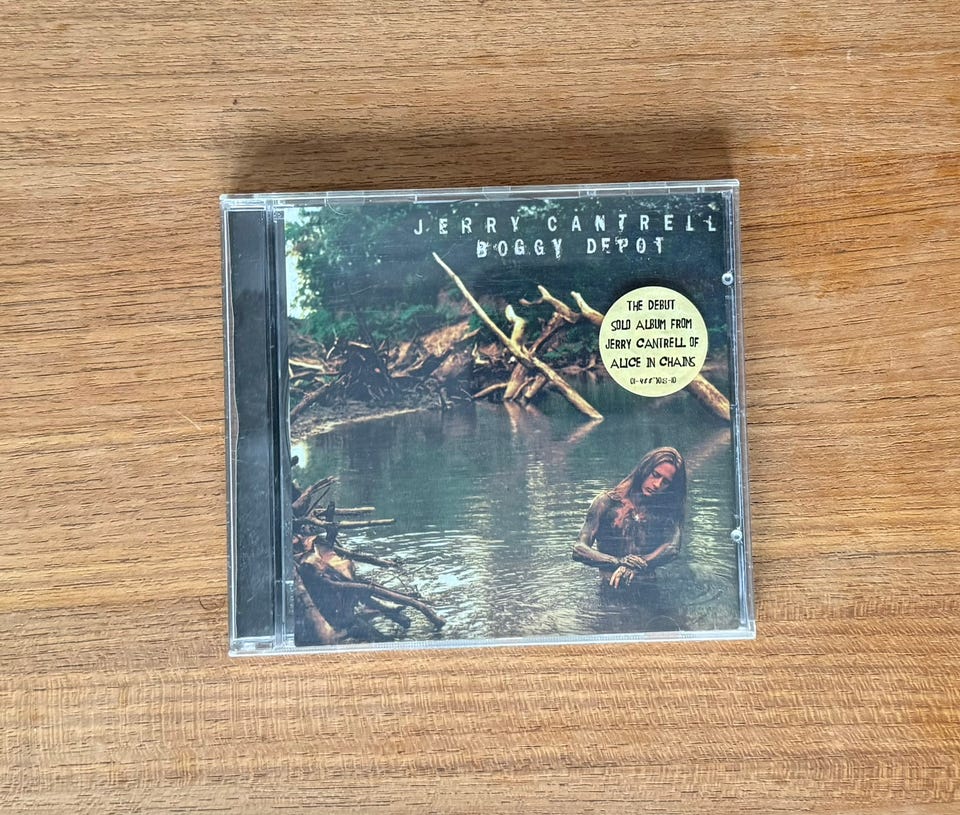 JERRY CANTRELL
BOGGY DEPOT
THE DEBUT
SOLO ALBUM FROM
JERRY CANTRELL OF
ALICE IN CHAINS